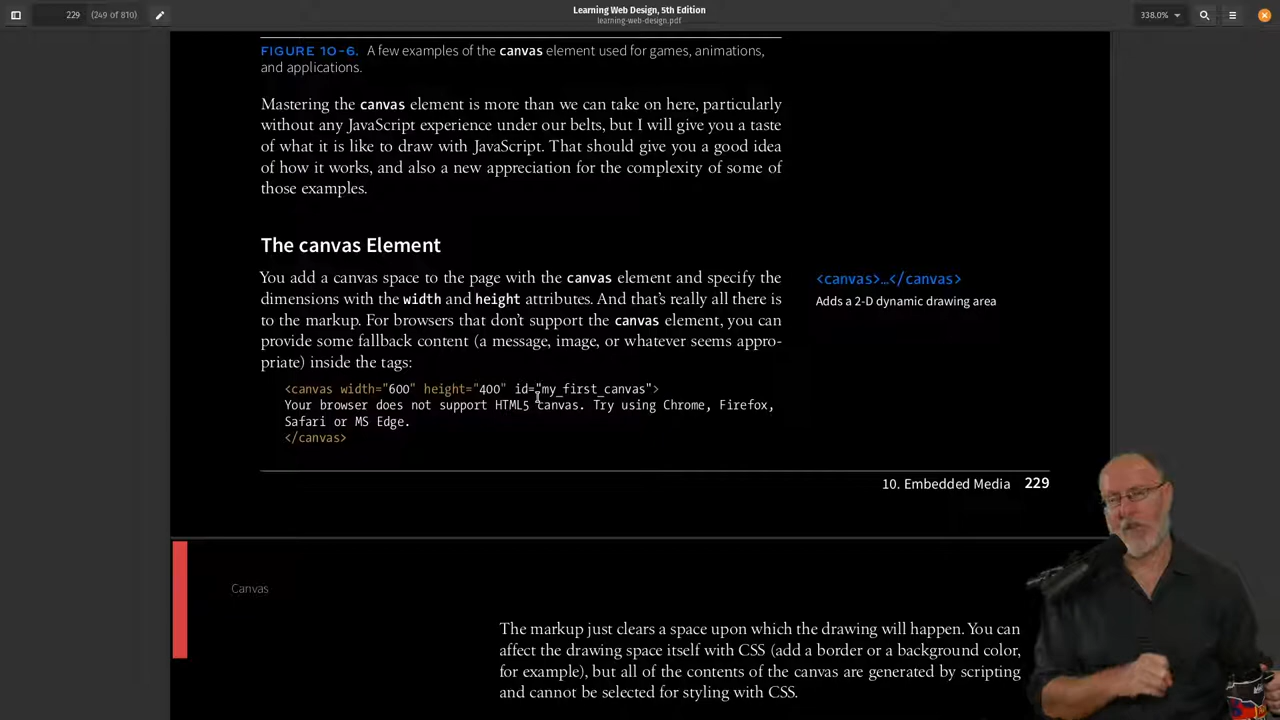 229 (249 of 810)
Learning Web Design, 5th Edition
learning-web-design.pdf
338.0%
FIGURE 10-6. A few examples of the canvas element used for games, animations,
and applications.
Mastering the canvas element is more than we can take on here, particularly
without any JavaScript experience under our belts, but I will give you a taste
of what it is like to draw with JavaScript. That should give you a good idea
of how it works, and also a new appreciation for the complexity of some of
those examples.
The canvas Element
You add a canvas space to the page with the canvas element and specify the
dimensions with the width and height attributes. And that's really all there is
to the markup. For browsers that don't support the canvas element, you can
provide some fallback content (a message, image, or whatever seems appro-
priate) inside the tags:
<canvas width="600" height="400" id="my_first_canvas">
Your browser does not support HTML5 canvas. Try using Chrome, Firefox,
Safari or MS Edge.
</canvas>
<canvas>…</canvas>
Adds a 2-D dynamic drawing area
10. Embedded Media 229
Canvas
The markup just clears a space upon which the drawing will happen. You can
affect the drawing space itself with CSS (add a border or a background color,
for example), but all of the contents of the canvas are generated by scripting
and cannot be selected for styling with CSS.